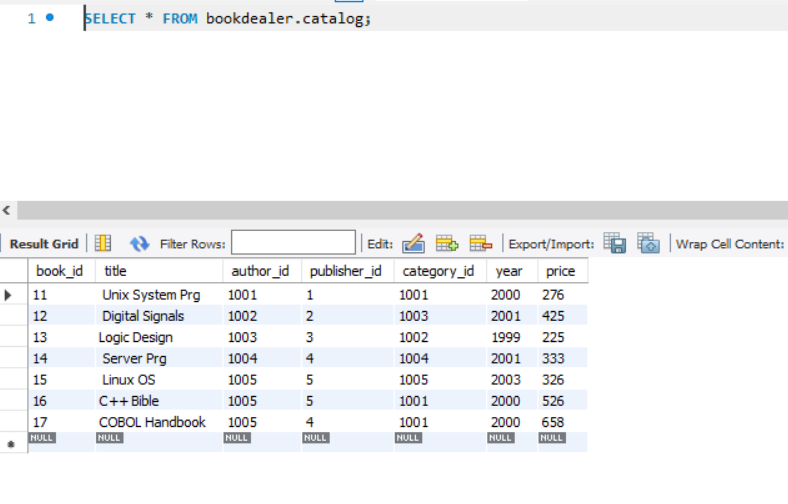 1 SELECT * FROM bookdealer.catalog;
Result Grid Filter Rows: Edit: Export/Import: Wrap Cell Content:
book_id title author_id publisher_id category_id year price
11 Unix System Prg 1001 1 1001 2000 276
12 Digital Signals 1002 2 1003 2001 425
13 Logic Design 1003 3 1002 1999 225
14 Server Prg 1004 4 1004 2001 333
15 Linux OS 1005 5 1005 2003 326
16 C++ Bible 1005 5 1001 2000 526
17 COBOL Handbook 1005 4 1001 2000 658
NULL NULL NULL NULL NULL NULL NULL